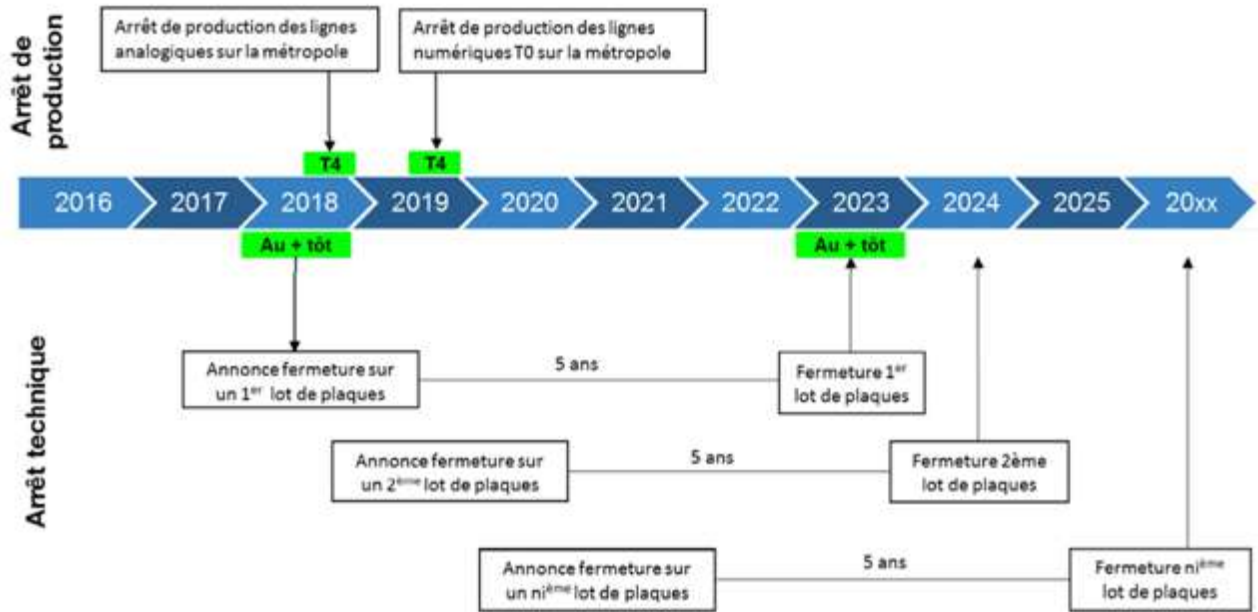 Arrêt de
production
Arrêt de production des lignes
analogiques sur la métropole
Arrêt de production des lignes
numériques T0 sur la métropole
T4
T4
2016
2017
2018
2019
2020
2021
2022
2023
2024
2025
20xx
Au + tôt
Au + tôt
Arrêt technique
Annonce fermeture sur
un 1er lot de plaques
5 ans
Fermeture 1er
lot de plaques
Annonce fermeture sur
un 2ème lot de plaques
5 ans
Fermeture 2ème
lot de plaques
Annonce fermeture sur
un nième lot de plaques
5 ans
Fermeture nième
lot de plaques